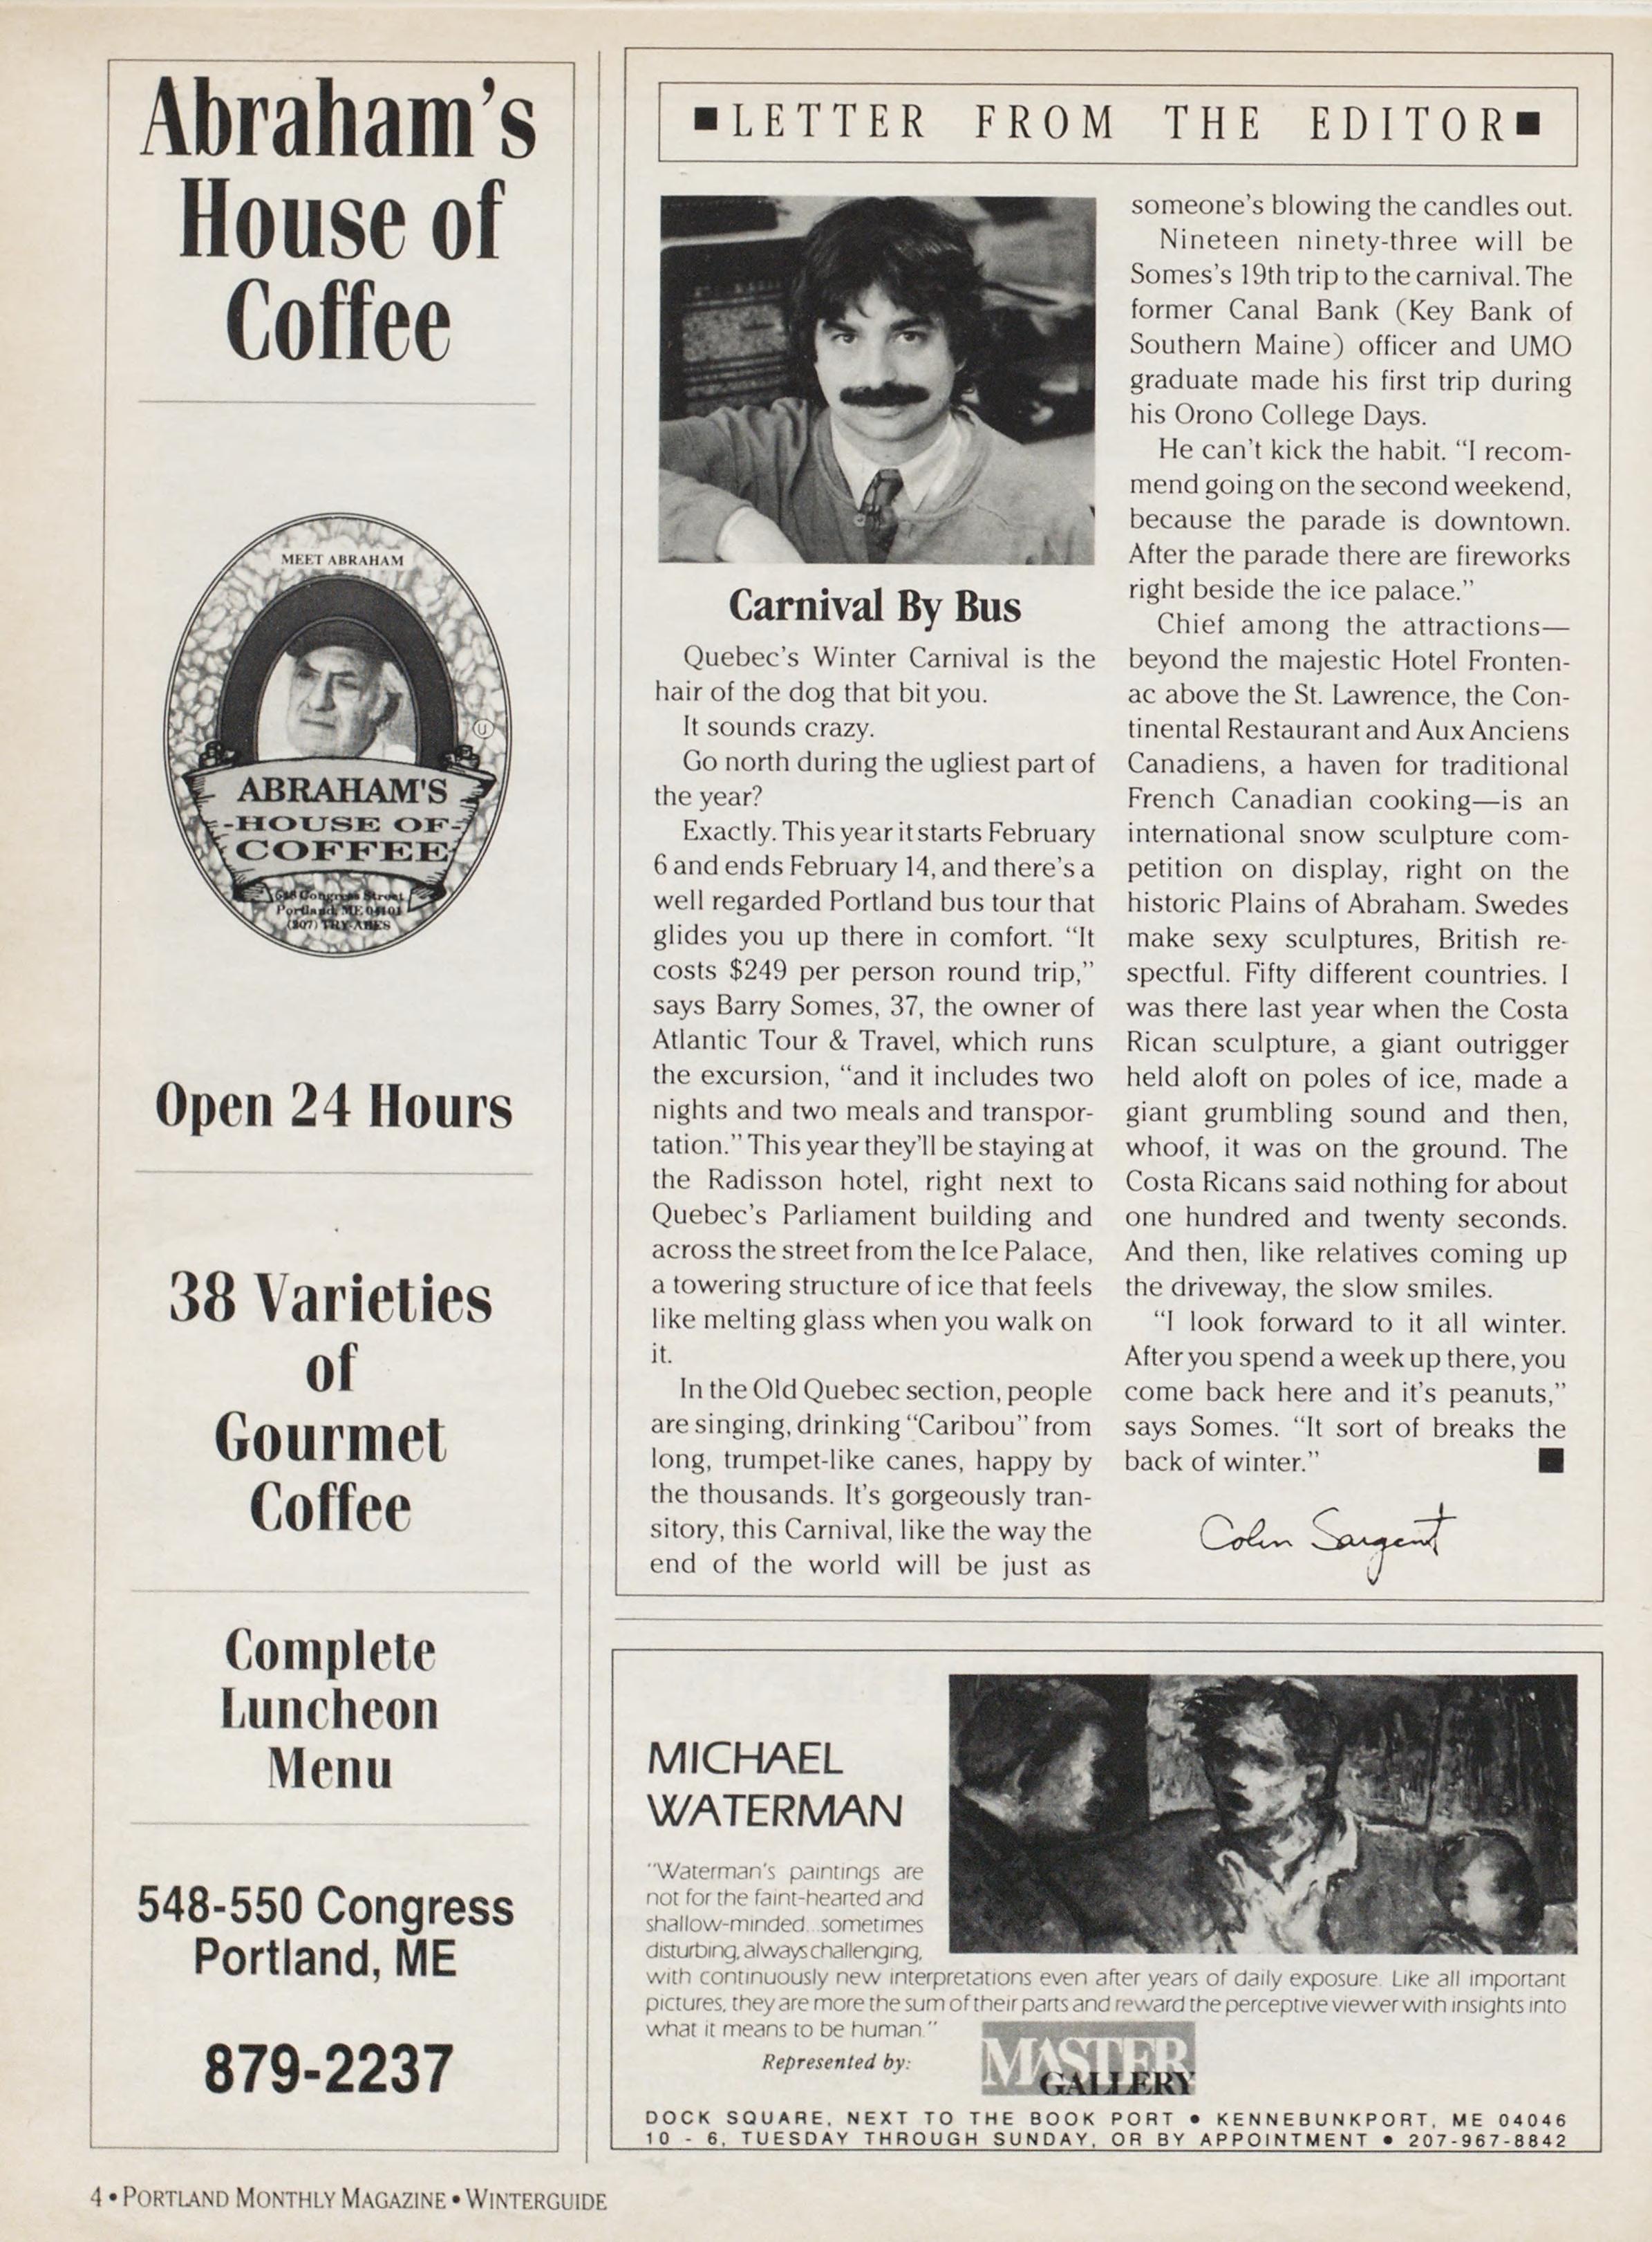 Abraham's
House of
Coffee
MEET ABRAHAM
U
ABRAHAM'S
-HOUSE OF-
COFFEE
548 Congress Street
Portland, ME 04101
(207) TRY-ABES
Open 24 Hours
38 Varieties
of
Gourmet
Coffee
Complete
Luncheon
Menu
548-550 Congress
Portland, ME
879-2237
■LETTER FROM THE EDITOR■
Carnival By Bus
Quebec's Winter Carnival is the
hair of the dog that bit you.
It sounds crazy.
Go north during the ugliest part of
the year?
Exactly. This year it starts February
6 and ends February 14, and there's a
well regarded Portland bus tour that
glides you up there in comfort. “It
costs $249 per person round trip,”
says Barry Somes, 37, the owner of
Atlantic Tour & Travel, which runs
the excursion, “and it includes two
nights and two meals and transpor-
tation.” This year they'll be staying at
the Radisson hotel, right next to
Quebec's Parliament building and
across the street from the Ice Palace,
a towering structure of ice that feels
like melting glass when you walk on
it.
In the Old Quebec section, people
are singing, drinking “Caribou” from
long, trumpet-like canes, happy by
the thousands. It's gorgeously tran-
sitory, this Carnival, like the way the
end of the world will be just as
someone's blowing the candles out.
Nineteen ninety-three will be
Somes's 19th trip to the carnival. The
former Canal Bank (Key Bank of
Southern Maine) officer and UMO
graduate made his first trip during
his Orono College Days.
He can't kick the habit. “I recom-
mend going on the second weekend,
because the parade is downtown.
After the parade there are fireworks
right beside the ice palace.”
Chief among the attractions—
beyond the majestic Hotel Fronten-
ac above the St. Lawrence, the Con-
tinental Restaurant and Aux Anciens
Canadiens, a haven for traditional
French Canadian cooking—is an
international snow sculpture com-
petition on display, right on the
historic Plains of Abraham. Swedes
make sexy sculptures, British re-
spectful. Fifty different countries. I
was there last year when the Costa
Rican sculpture, a giant outrigger
held aloft on poles of ice, made a
giant grumbling sound and then,
whoof, it was on the ground. The
Costa Ricans said nothing for about
one hundred and twenty seconds.
And then, like relatives coming up
the driveway, the slow smiles.
“I look forward to it all winter.
After you spend a week up there, you
come back here and it's peanuts,”
says Somes. “It sort of breaks the
back of winter.” ■
Colin Sargent
MICHAEL
WATERMAN
“Waterman's paintings are
not for the faint-hearted and
shallow-minded...sometimes
disturbing, always challenging,
with continuously new interpretations even after years of daily exposure. Like all important
pictures, they are more the sum of their parts and reward the perceptive viewer with insights into
what it means to be human.”
Represented by:
MASTER
GALLERY
DOCK SQUARE, NEXT TO THE BOOK PORT • KENNEBUNKPORT, ME 04046
10 - 6, TUESDAY THROUGH SUNDAY, OR BY APPOINTMENT • 207-967-8842
4 • PORTLAND MONTHLY MAGAZINE • WINTERGUIDE